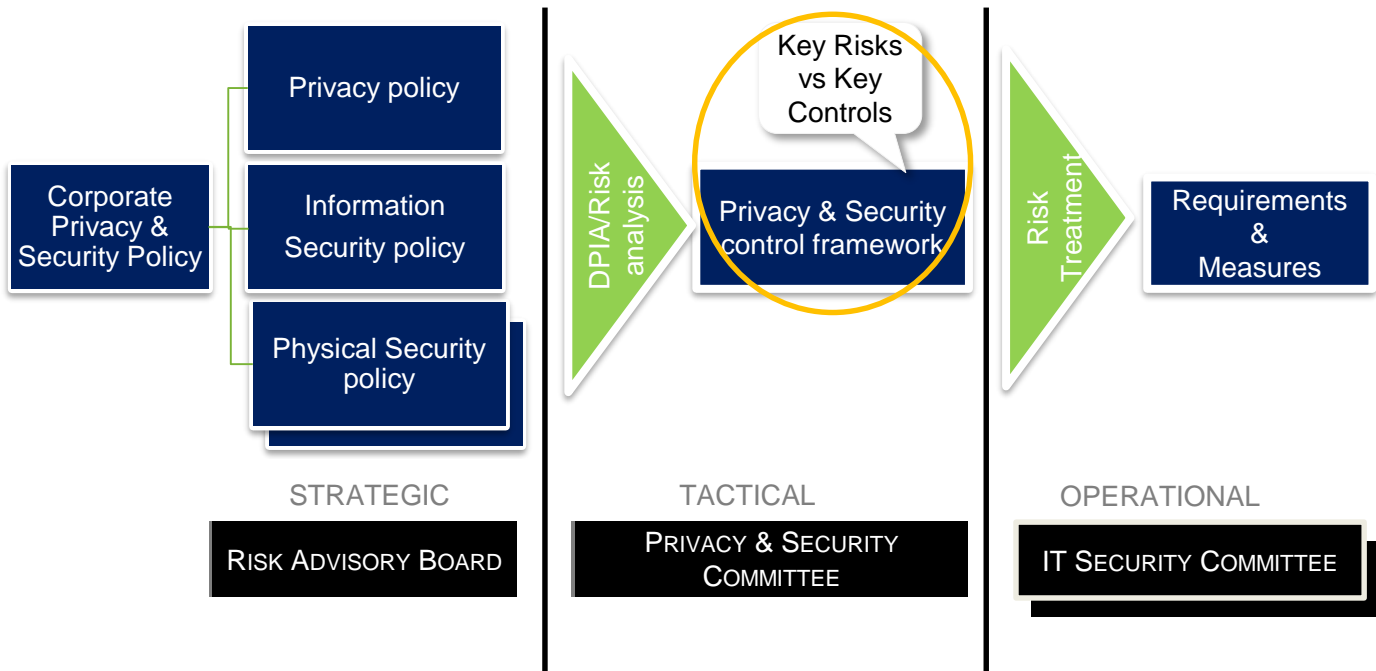 Corporate
Privacy &
Security Policy
Privacy policy
Information
Security policy
Physical Security
policy
DPIA/Risk
analysis
Key Risks
vs Key
Controls
Privacy & Security
control framework
Risk
Treatment
Requirements
&
Measures
STRATEGIC
RISK ADVISORY BOARD
TACTICAL
PRIVACY & SECURITY
COMMITTEE
OPERATIONAL
IT SECURITY COMMITTEE